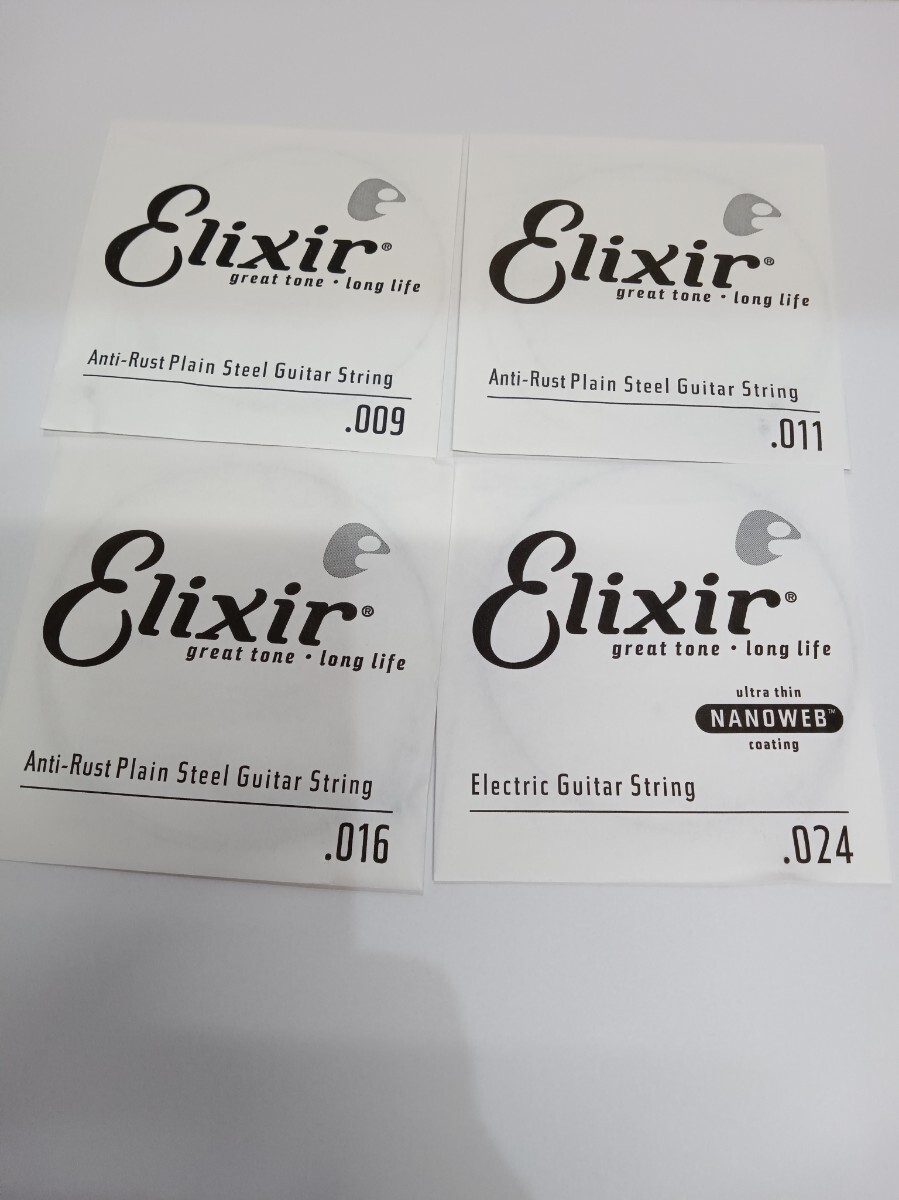 Elixir®
great tone • long life
Anti-Rust Plain Steel Guitar String
.009
Elixir®
great tone • long life
Anti-Rust Plain Steel Guitar String
.011
Elixir®
great tone • long life
Anti-Rust Plain Steel Guitar String
.016
Elixir®
great tone • long life
ultra thin
NANOWEB™
coating
Electric Guitar String
.024